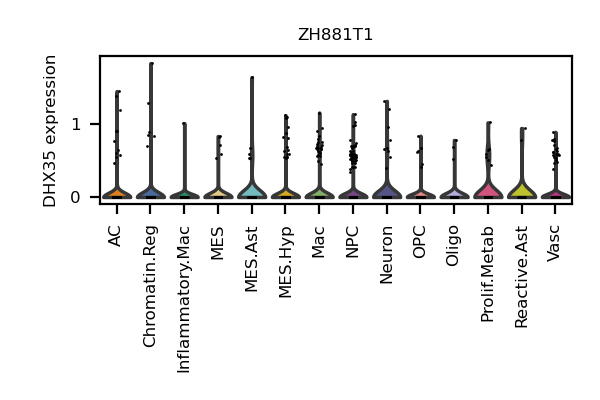 ZH881T1
DHX35 expression
1
0
AC
Chromatin.Reg
Inflammatory.Mac
MES
MES.Ast
MES.Hyp
Mac
NPC
Neuron
OPC
Oligo
Prolif.Metab
Reactive.Ast
Vasc